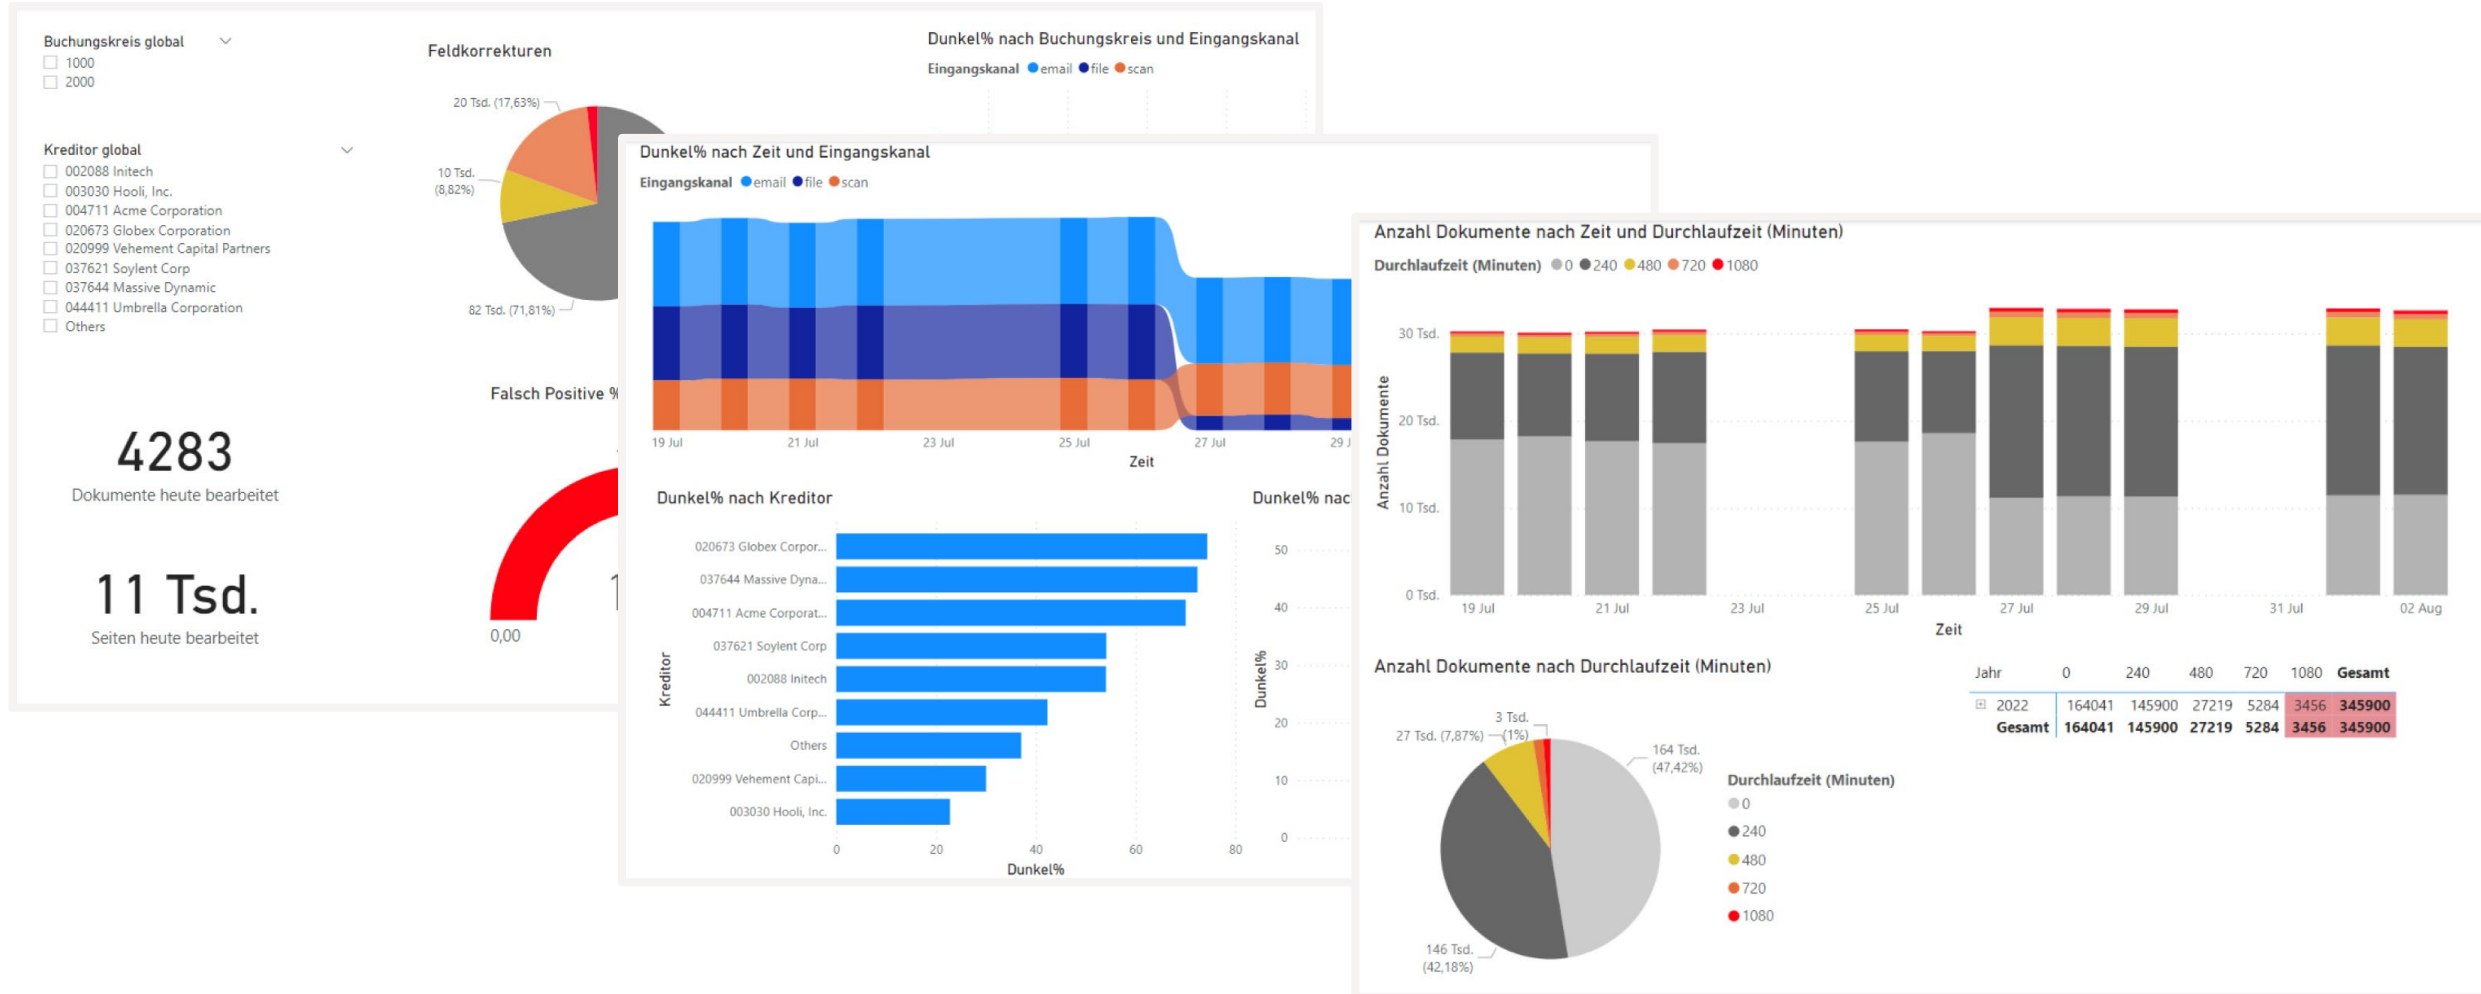 Buchungskreis global
1000
2000
Kreditor global
002088 Initech
003030 Hooli, Inc.
004711 Acme Corporation
020673 Globex Corporation
020999 Vehement Capital Partners
037621 Soylent Corp
037644 Massive Dynamic
044411 Umbrella Corporation
Others
4283
Dokumente heute bearbeitet
11 Tsd.
Seiten heute bearbeitet
Feldkorrekturen
20 Tsd. (17,63%)
10 Tsd.
(8,82%)
82 Tsd. (71,81%)
Falsch Positive %
0,00
Dunkel% nach Buchungskreis und Eingangskanal
Eingangskanal email file scan
Dunkel% nach Zeit und Eingangskanal
Eingangskanal email file scan
19 Jul 21 Jul 23 Jul 25 Jul 27 Jul 29
Zeit
Dunkel% nach Kreditor
Kreditor
020673 Globex Corpor...
037644 Massive Dyna...
004711 Acme Corporat...
037621 Soylent Corp
002088 Initech
044411 Umbrella Corp...
Others
020999 Vehement Capi...
003030 Hooli, Inc.
0 20 40 60 80
Dunkel%
Dunkel% nac
Dunkel%
50
40
30
20
10
0
Anzahl Dokumente nach Zeit und Durchlaufzeit (Minuten)
Durchlaufzeit (Minuten) 0 240 480 720 1080
Anzahl Dokumente
30 Tsd.
20 Tsd.
10 Tsd.
0 Tsd.
19 Jul 21 Jul 23 Jul 25 Jul 27 Jul 29 Jul 31 Jul 02 Aug
Zeit
Anzahl Dokumente nach Durchlaufzeit (Minuten)
3 Tsd.
(1%)
27 Tsd. (7,87%)
164 Tsd.
(47,42%)
146 Tsd.
(42,18%)
Durchlaufzeit (Minuten)
0
240
480
720
1080
Jahr 0 240 480 720 1080 Gesamt
2022 164041 145900 27219 5284 3456 345900
Gesamt 164041 145900 27219 5284 3456 345900